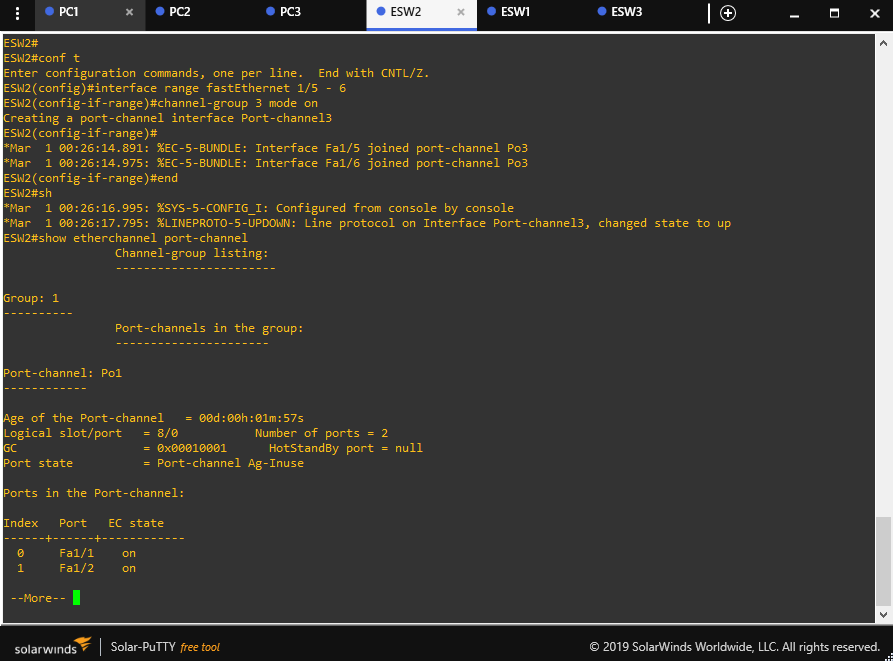 PC1 × PC2 PC3 ESW2 × ESW1 ESW3
ESW2#
ESW2#conf t
Enter configuration commands, one per line.  End with CNTL/Z.
ESW2(config)#interface range fastEthernet 1/5 - 6
ESW2(config-if-range)#channel-group 3 mode on
Creating a port-channel interface Port-channel3
ESW2(config-if-range)#
*Mar  1 00:26:14.891: %EC-5-BUNDLE: Interface Fa1/5 joined port-channel Po3
*Mar  1 00:26:14.975: %EC-5-BUNDLE: Interface Fa1/6 joined port-channel Po3
ESW2(config-if-range)#end
ESW2#sh
*Mar  1 00:26:16.995: %SYS-5-CONFIG_I: Configured from console by console
*Mar  1 00:26:17.795: %LINEPROTO-5-UPDOWN: Line protocol on Interface Port-channel3, changed state to up
ESW2#show etherchannel port-channel
                Channel-group listing:
                -----------------------

Group: 1
----------
                Port-channels in the group:
                ----------------------

Port-channel: Po1
------------

Age of the Port-channel   = 00d:00h:01m:57s
Logical slot/port   = 8/0           Number of ports = 2
GC                  = 0x00010001      HotStandBy port = null
Port state          = Port-channel Ag-Inuse

Ports in the Port-channel:

Index   Port   EC state
------+------+------------
  0     Fa1/1    on
  1     Fa1/2    on

 --More--
solarwinds Solar-PuTTY free tool © 2019 SolarWinds Worldwide, LLC. All rights reserved.